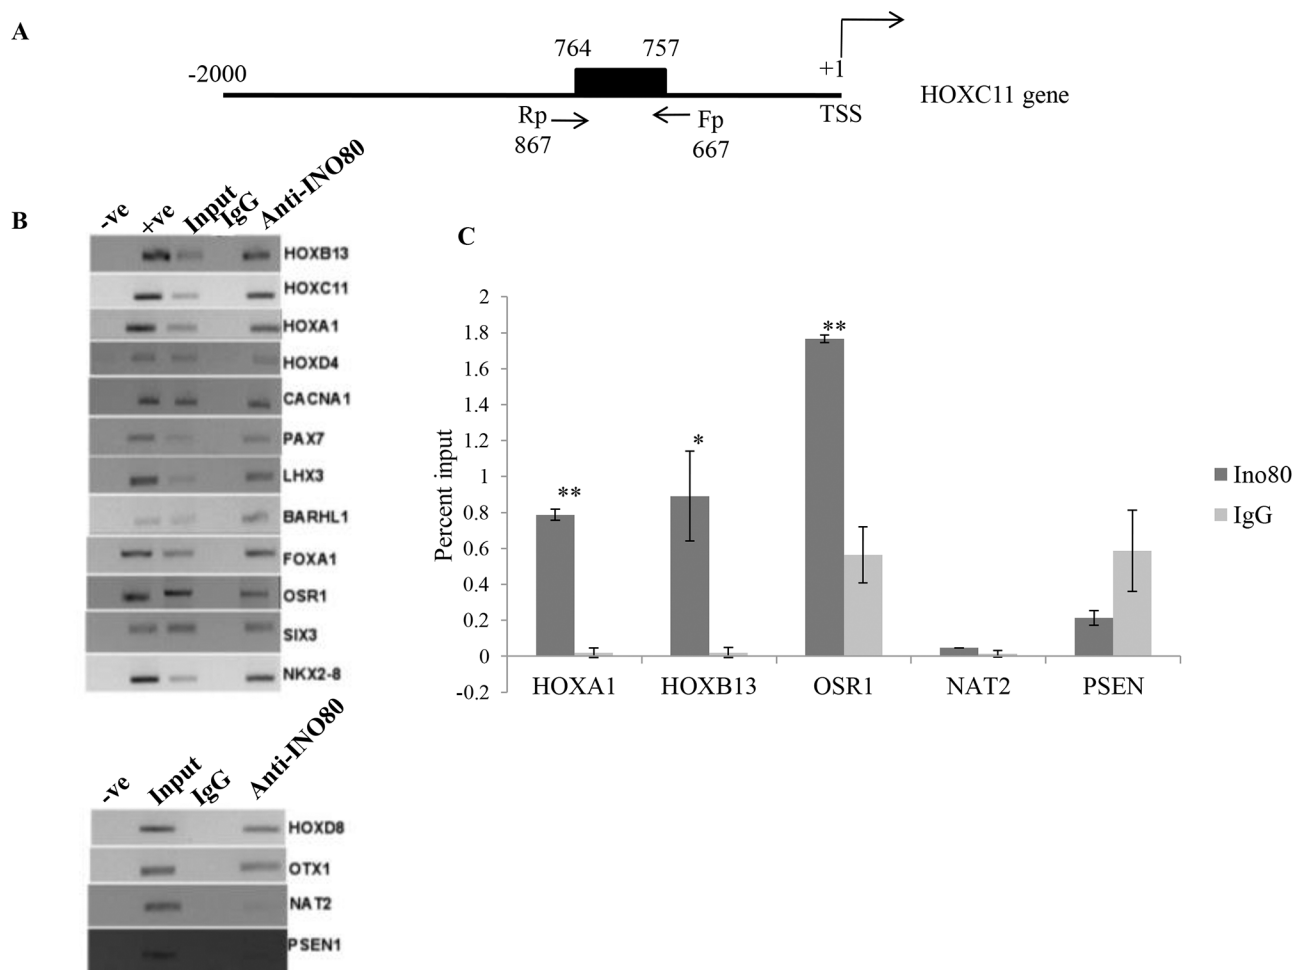 A
764 757
-2000
+1
TSS
HOXC11 gene
Rp
867
Fp
667
B
-ve +ve Input IgG Anti-INO80
HOXB13
HOXC11
HOXA1
HOXD4
CACNA1
PAX7
LHX3
BARHL1
FOXA1
OSR1
SIX3
NKX2-8
-ve Input IgG Anti-INO80
HOXD8
OTX1
NAT2
PSEN1
C
Percent input
2
1.8
1.6
1.4
1.2
1
0.8
0.6
0.4
0.2
0
-0.2
** * **
HOXA1 HOXB13 OSR1 NAT2 PSEN
Ino80
IgG